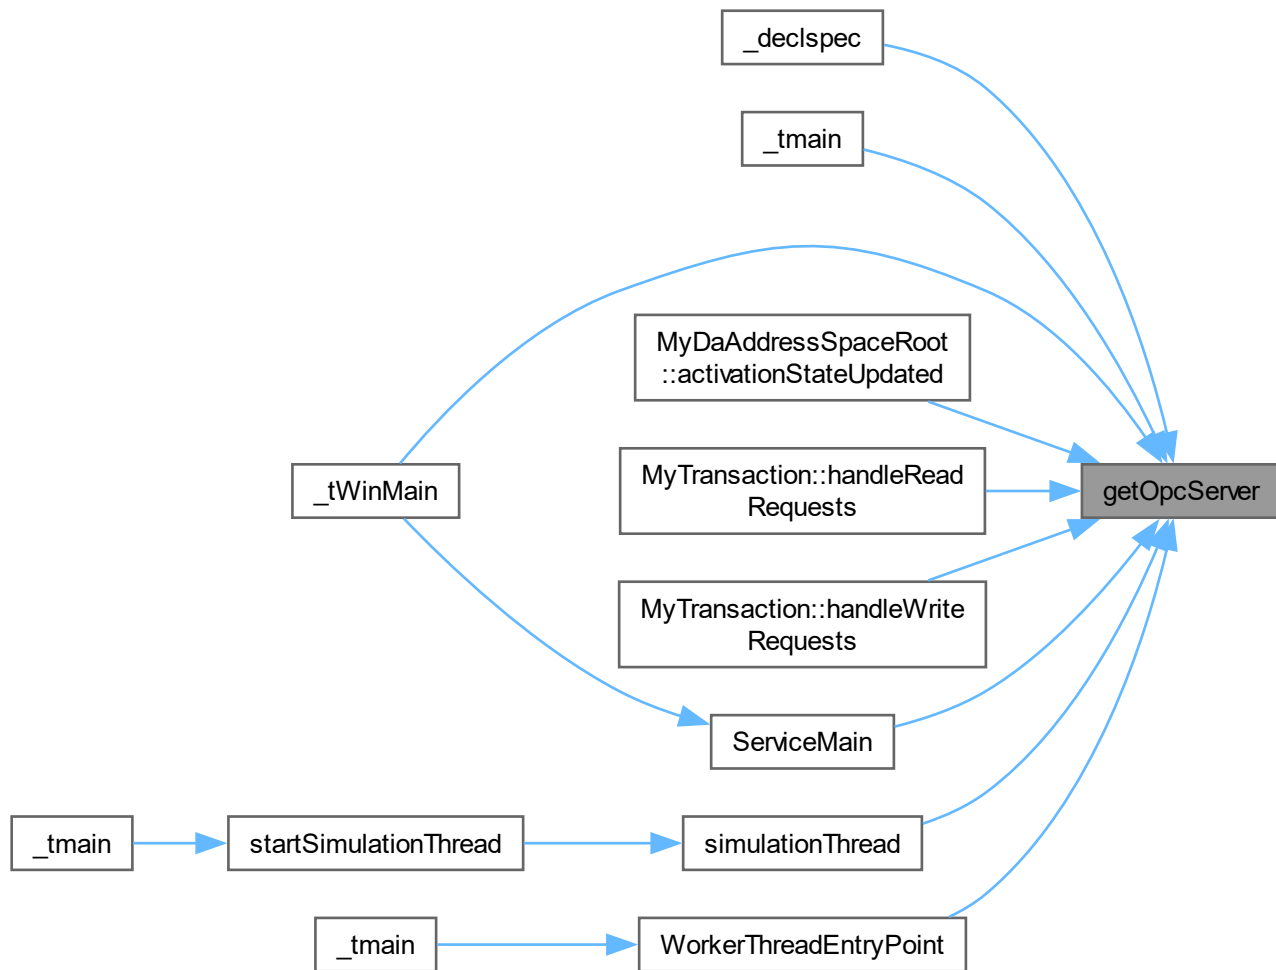 _declspec
_tmain
MyDaAddressSpaceRoot
::activationStateUpdated
MyTransaction::handleRead
Requests
_tWinMain
getOpcServer
MyTransaction::handleWrite
Requests
ServiceMain
_tmain
startSimulationThread
simulationThread
_tmain
WorkerThreadEntryPoint